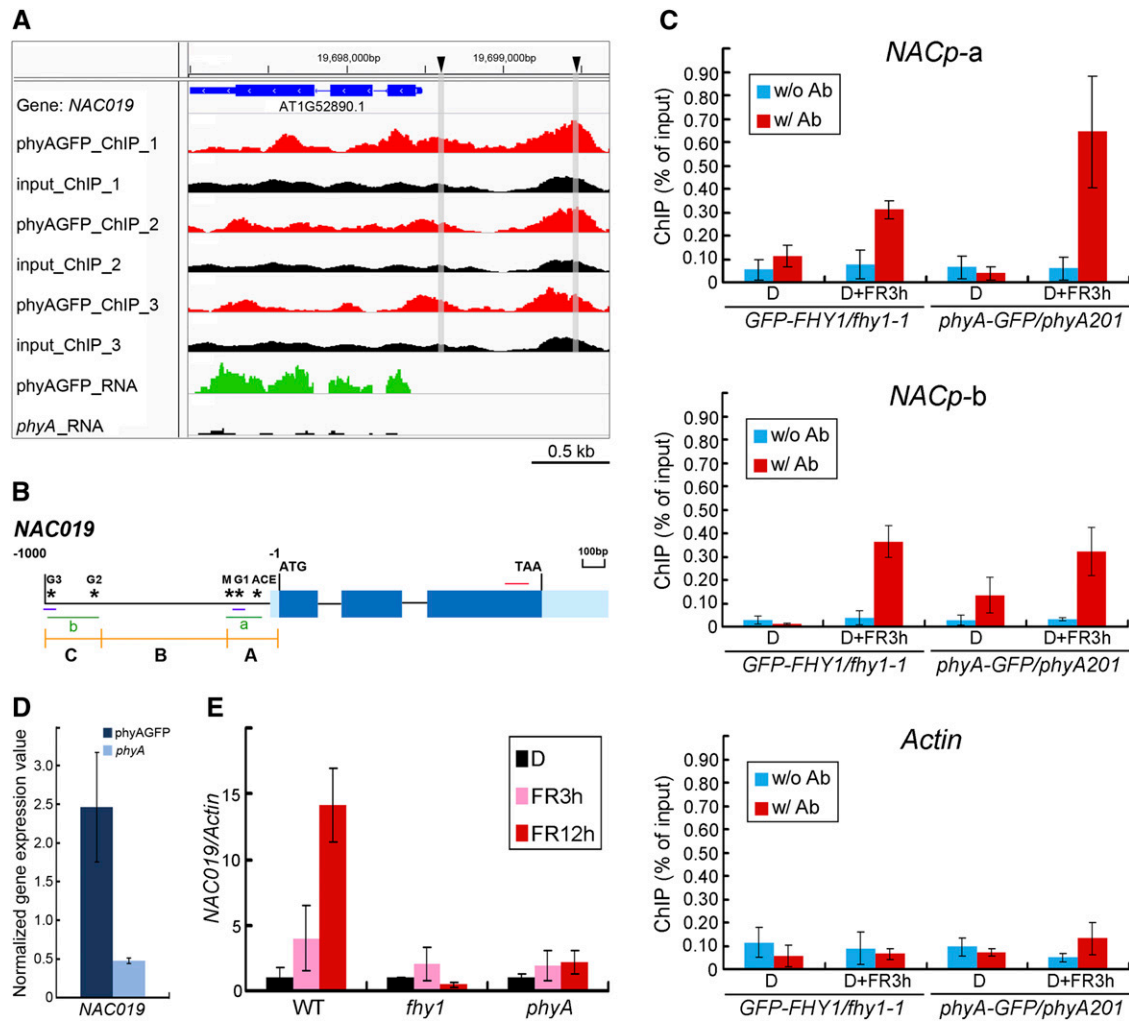 A
19,698,000bp 19,699,000bp
Gene: NAC019
AT1G52890.1
phyAGFP_ChIP_1
input_ChIP_1
phyAGFP_ChIP_2
input_ChIP_2
phyAGFP_ChIP_3
input_ChIP_3
phyAGFP_RNA
phyA_RNA
0.5 kb
B
NAC019
-1000 -1 ATG TAA 100bp
G3 G2 M G1 ACE
* * ** *
b a
C B A
C
NACp-a
w/o Ab
w/ Ab
ChIP (% of input)
0.90
0.80
0.70
0.60
0.50
0.40
0.30
0.20
0.10
0
D D+FR3h D D+FR3h
GFP-FHY1/fhy1-1 phyA-GFP/phyA201
NACp-b
w/o Ab
w/ Ab
ChIP (% of input)
0.90
0.80
0.70
0.60
0.50
0.40
0.30
0.20
0.10
0
D D+FR3h D D+FR3h
GFP-FHY1/fhy1-1 phyA-GFP/phyA201
Actin
w/o Ab
w/ Ab
ChIP (% of input)
0.90
0.80
0.70
0.60
0.50
0.40
0.30
0.20
0.10
0
D D+FR3h D D+FR3h
GFP-FHY1/fhy1-1 phyA-GFP/phyA201
D
phyAGFP
phyA
Normalized gene expression value
3.0
2.5
2.0
1.5
1.0
0.5
0
NAC019
E
D
FR3h
FR12h
NAC019/Actin
15
10
5
0
WT fhy1 phyA